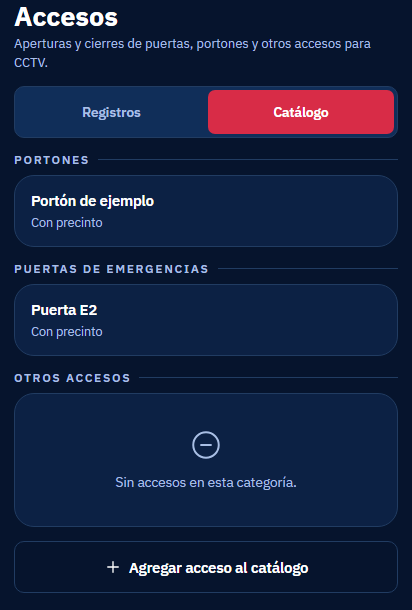 Accesos
Aperturas y cierres de puertas, portones y otros accesos para
CCTV.
Registros
Catálogo
PORTONES
Portón de ejemplo
Con precinto
PUERTAS DE EMERGENCIAS
Puerta E2
Con precinto
OTROS ACCESOS
Sin accesos en esta categoría.
Agregar acceso al catálogo